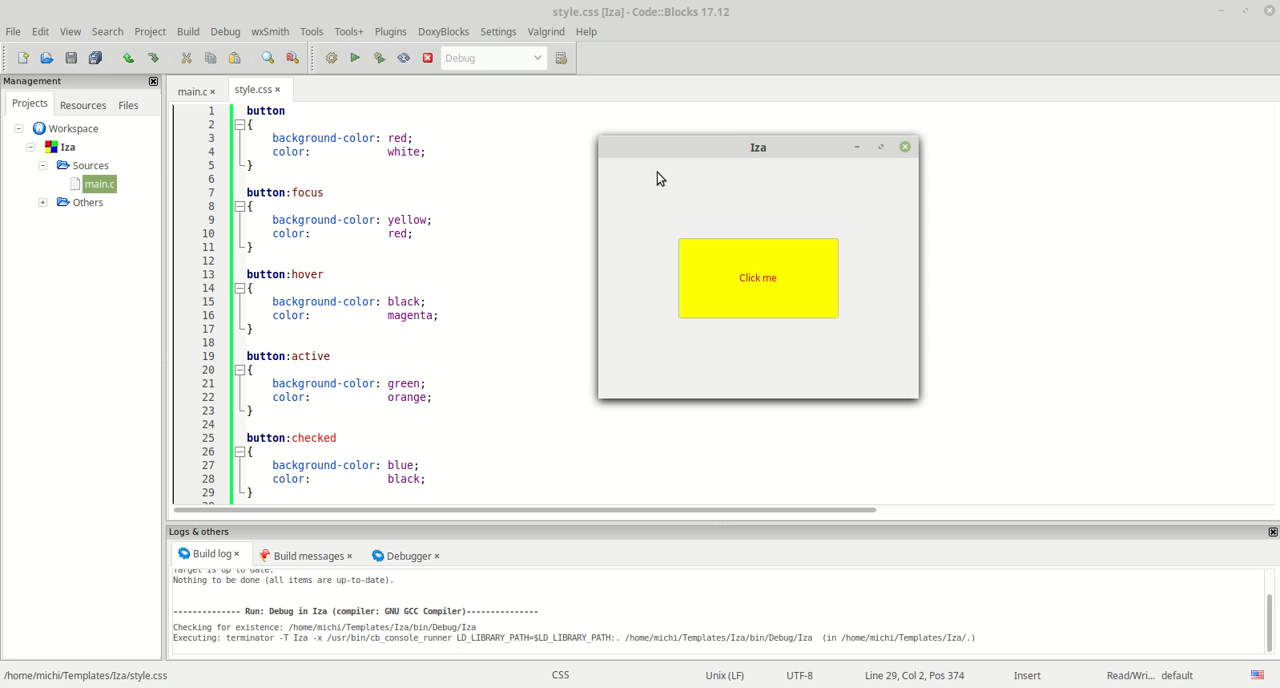 style.css [Iza] - Code::Blocks 17.12
File Edit View Search Project Build Debug wxSmith Tools Tools+ Plugins DoxyBlocks Settings Valgrind Help
Debug
Management
Projects Resources Files
Workspace
Iza
Sources
main.c
Others
main.c × style.css ×
1 button
2 {
3 background-color: red;
4 color: white;
5 }
6
7 button:focus
8 {
9 background-color: yellow;
10 color: red;
11 }
12
13 button:hover
14 {
15 background-color: black;
16 color: magenta;
17 }
18
19 button:active
20 {
21 background-color: green;
22 color: orange;
23 }
24
25 button:checked
26 {
27 background-color: blue;
28 color: black;
29 }
Iza
Click me
Logs & others
Build log × Build messages × Debugger ×
Target is up to date.
Nothing to be done (all items are up-to-date).
-------------- Run: Debug in Iza (compiler: GNU GCC Compiler)---------------
Checking for existence: /home/michi/Templates/Iza/bin/Debug/Iza
Executing: terminator -T Iza -x /usr/bin/cb_console_runner LD_LIBRARY_PATH=$LD_LIBRARY_PATH:. /home/michi/Templates/Iza/bin/Debug/Iza (in /home/michi/Templates/Iza/.)
/home/michi/Templates/Iza/style.css CSS Unix (LF) UTF-8 Line 29, Col 2, Pos 374 Insert Read/Wri... default